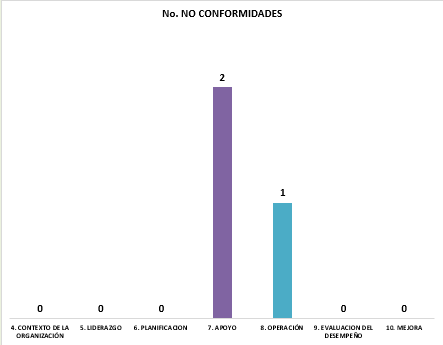 No. NO CONFORMIDADES
2
1
0
0
0
0
0
4. CONTEXTO DE LA
ORGANIZACIÓN
5. LIDERAZGO
6. PLANIFICACION
7. APOYO
8. OPERACIÓN
9. EVALUACION DEL
DESEMPEÑO
10. MEJORA